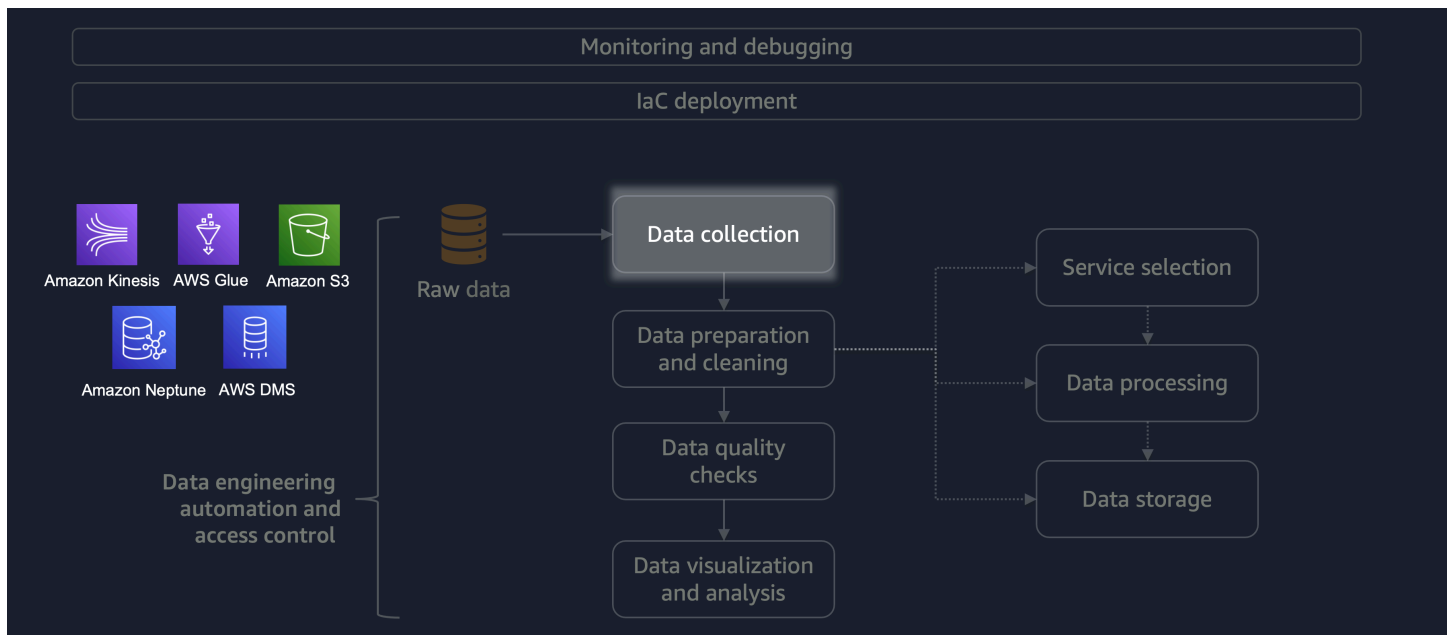 Monitoring and debugging
IaC deployment
Amazon Kinesis
AWS Glue
Amazon S3
Amazon Neptune
AWS DMS
Data engineering
automation and
access control
Raw data
Data collection
Data preparation
and cleaning
Data quality
checks
Data visualization
and analysis
Service selection
Data processing
Data storage